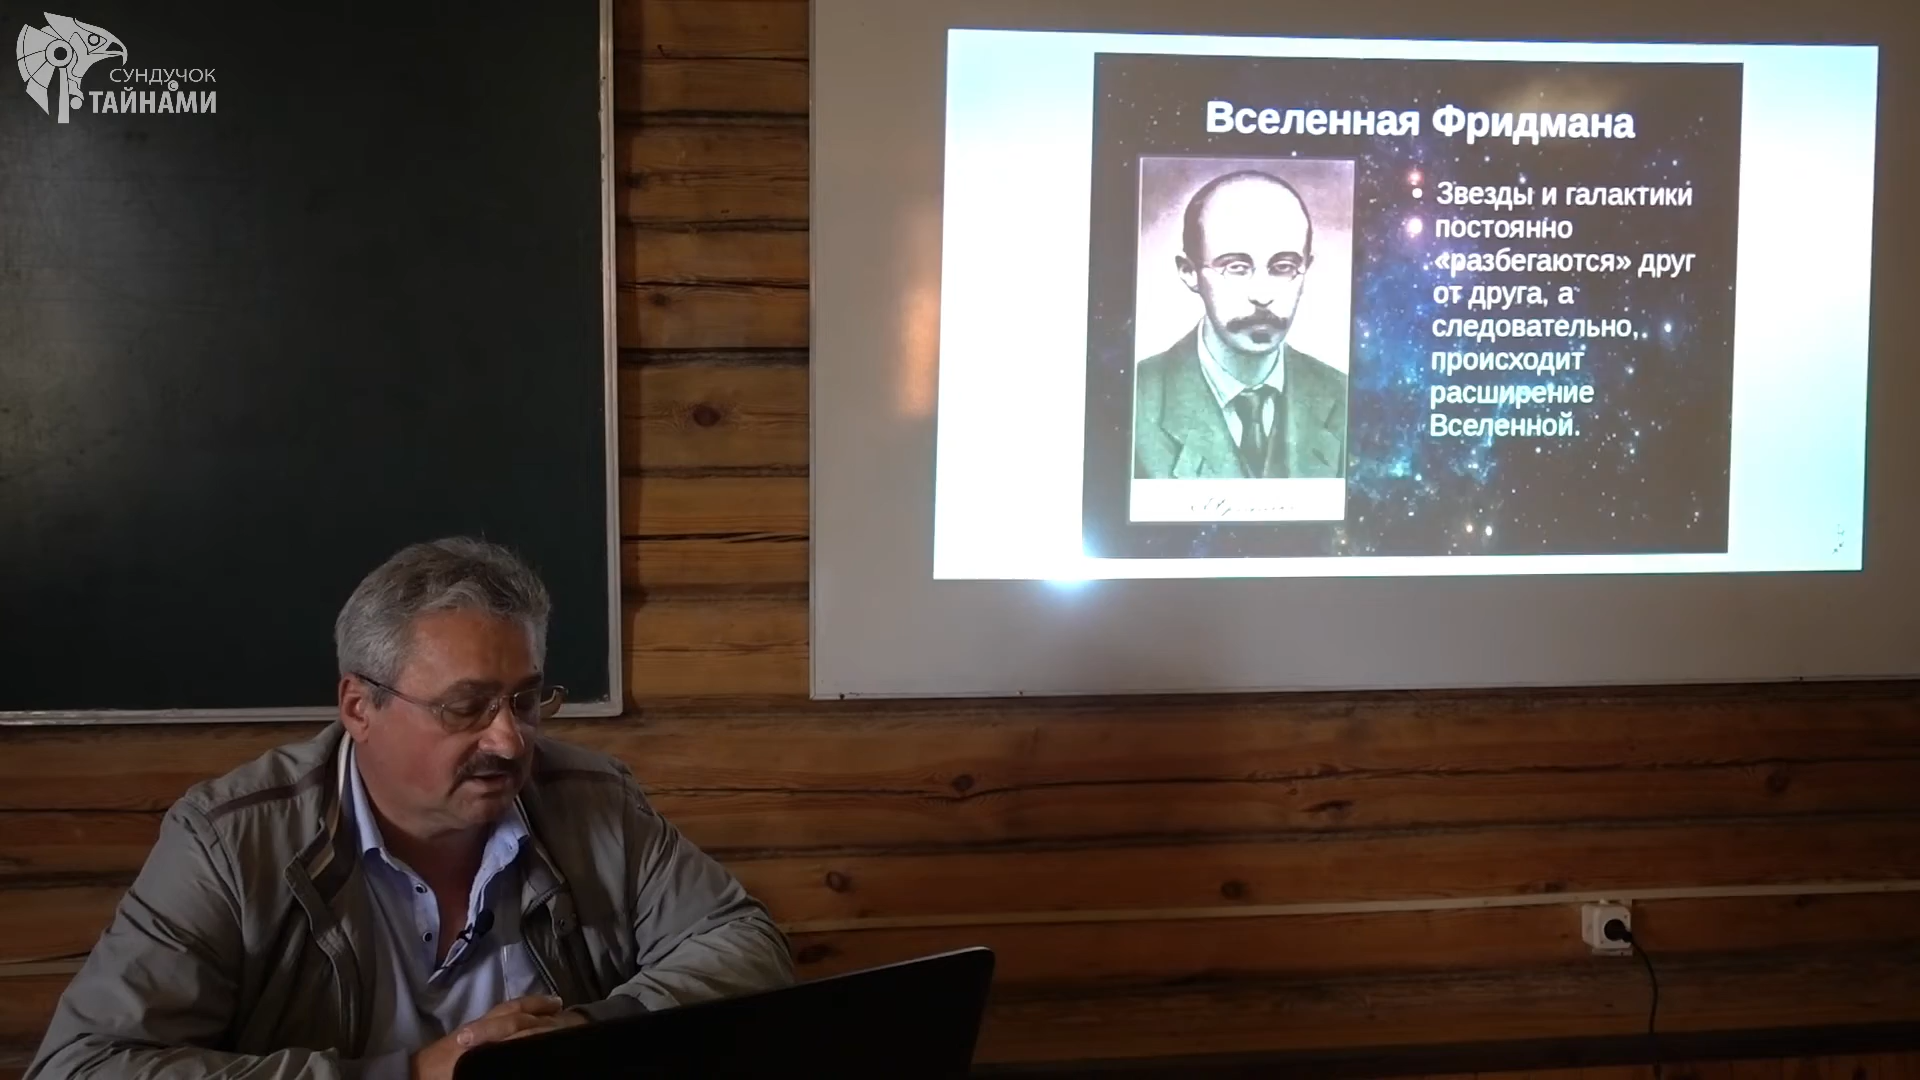 СУНДУЧОК
С
ТАЙНАМИ
Вселенная Фридмана
• Звезды и галактики
постоянно
«разбегаются» друг
от друга, а
следовательно,
происходит
расширение
Вселенной.